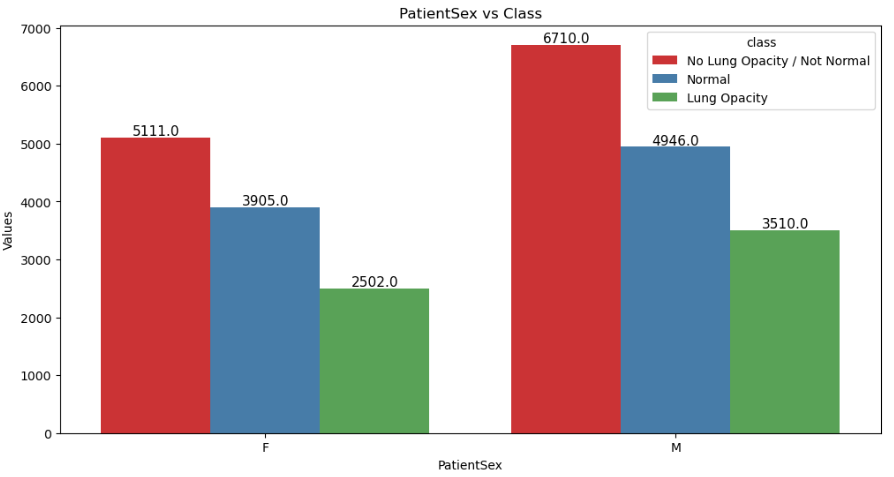 PatientSex vs Class
class
No Lung Opacity / Not Normal
Normal
Lung Opacity
Values
7000
6000
5000
4000
3000
2000
1000
0
5111.0
3905.0
2502.0
6710.0
4946.0
3510.0
F
M
PatientSex